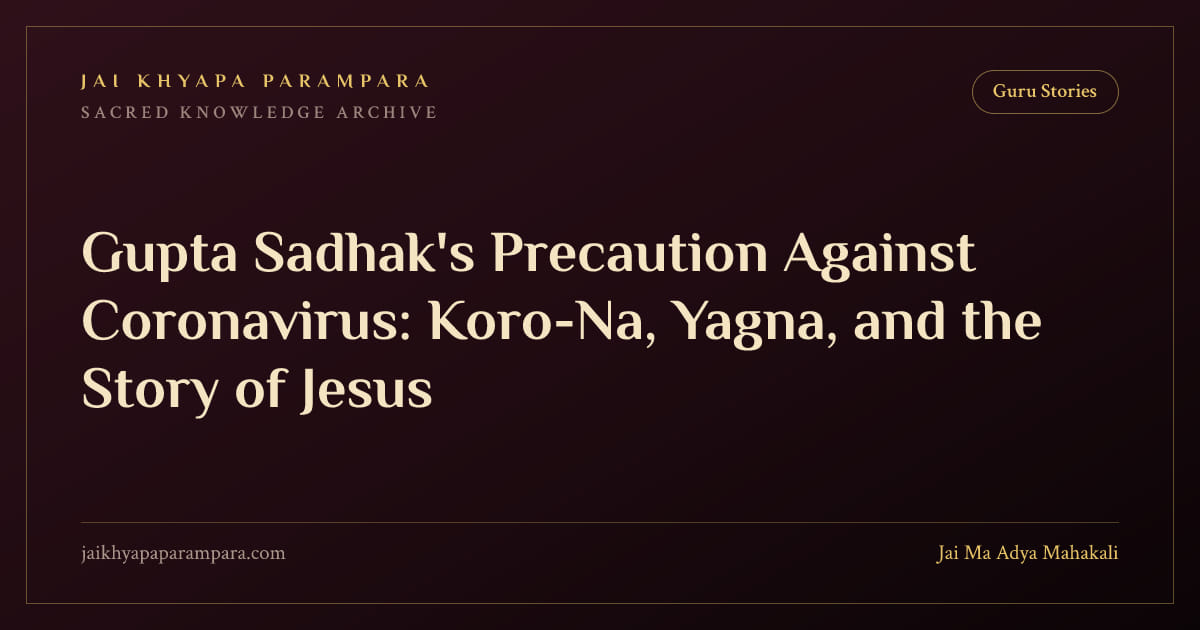 JAI KHYAPA PARAMPARA
SACRED KNOWLEDGE ARCHIVE
Guru Stories
Gupta Sadhak's Precaution Against
Coronavirus: Koro-Na, Yagna, and the
Story of Jesus
jaikhyapaparampara.com
Jai Ma Adya Mahakali